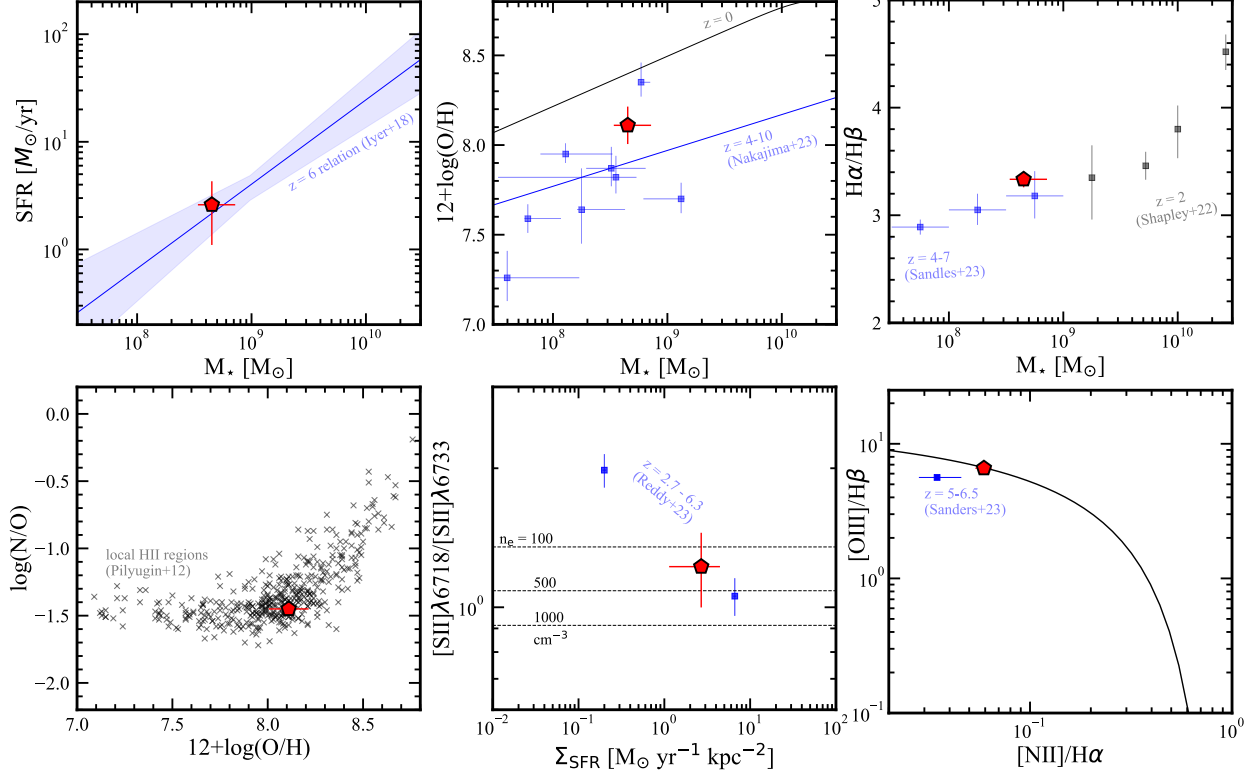 SFR [M⊙/yr]
10²
10¹
10⁰
z = 6 relation (Iyer+18)
10⁸
10⁹
10¹⁰
M⋆ [M⊙]
12+log(O/H)
9.0
8.5
8.0
7.5
7.0
z = 0
z = 4-10
(Nakajima+23)
10⁸
10⁹
10¹⁰
M⋆ [M⊙]
Hα/Hβ
5
4
3
2
z = 4-7
(Sandles+23)
z = 2
(Shapley+22)
10⁸
10⁹
10¹⁰
M⋆ [M⊙]
log(N/O)
0.0
−0.5
−1.0
−1.5
−2.0
local HII regions
(Pilyugin+12)
7.0
7.5
8.0
8.5
12+log(O/H)
[SII]λ6718/[SII]λ6733
10⁰
z = 2.7 - 6.3
(Reddy+23)
nₑ = 100
500
1000
cm⁻³
10⁻²
10⁻¹
10⁰
10¹
10²
Σ_SFR [M⊙ yr⁻¹ kpc⁻²]
[OIII]/Hβ
10²
10¹
10⁰
10⁻¹
z = 5-6.5
(Sanders+23)
10⁻¹
10⁰
[NII]/Hα